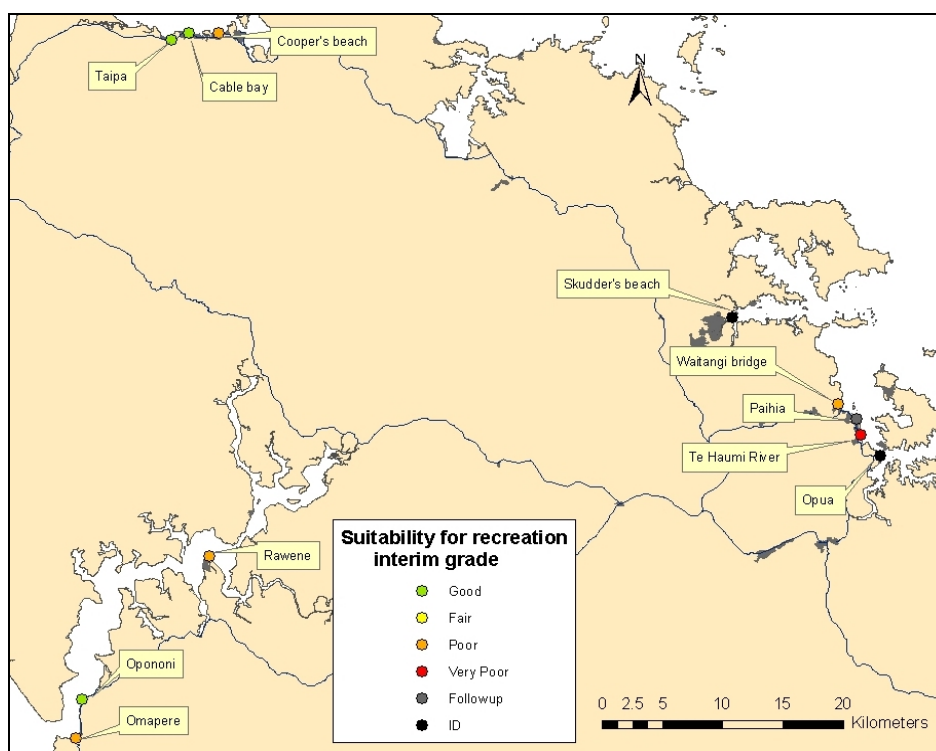 Cooper's beach
Taipa
Cable bay
N
Skudder's beach
Waitangi bridge
Paihia
Te Haumi River
Opua
Rawene
Opononi
Omapere
Suitability for recreation
interim grade
Good
Fair
Poor
Very Poor
Followup
ID
0 2.5 5 10 15 20
Kilometers